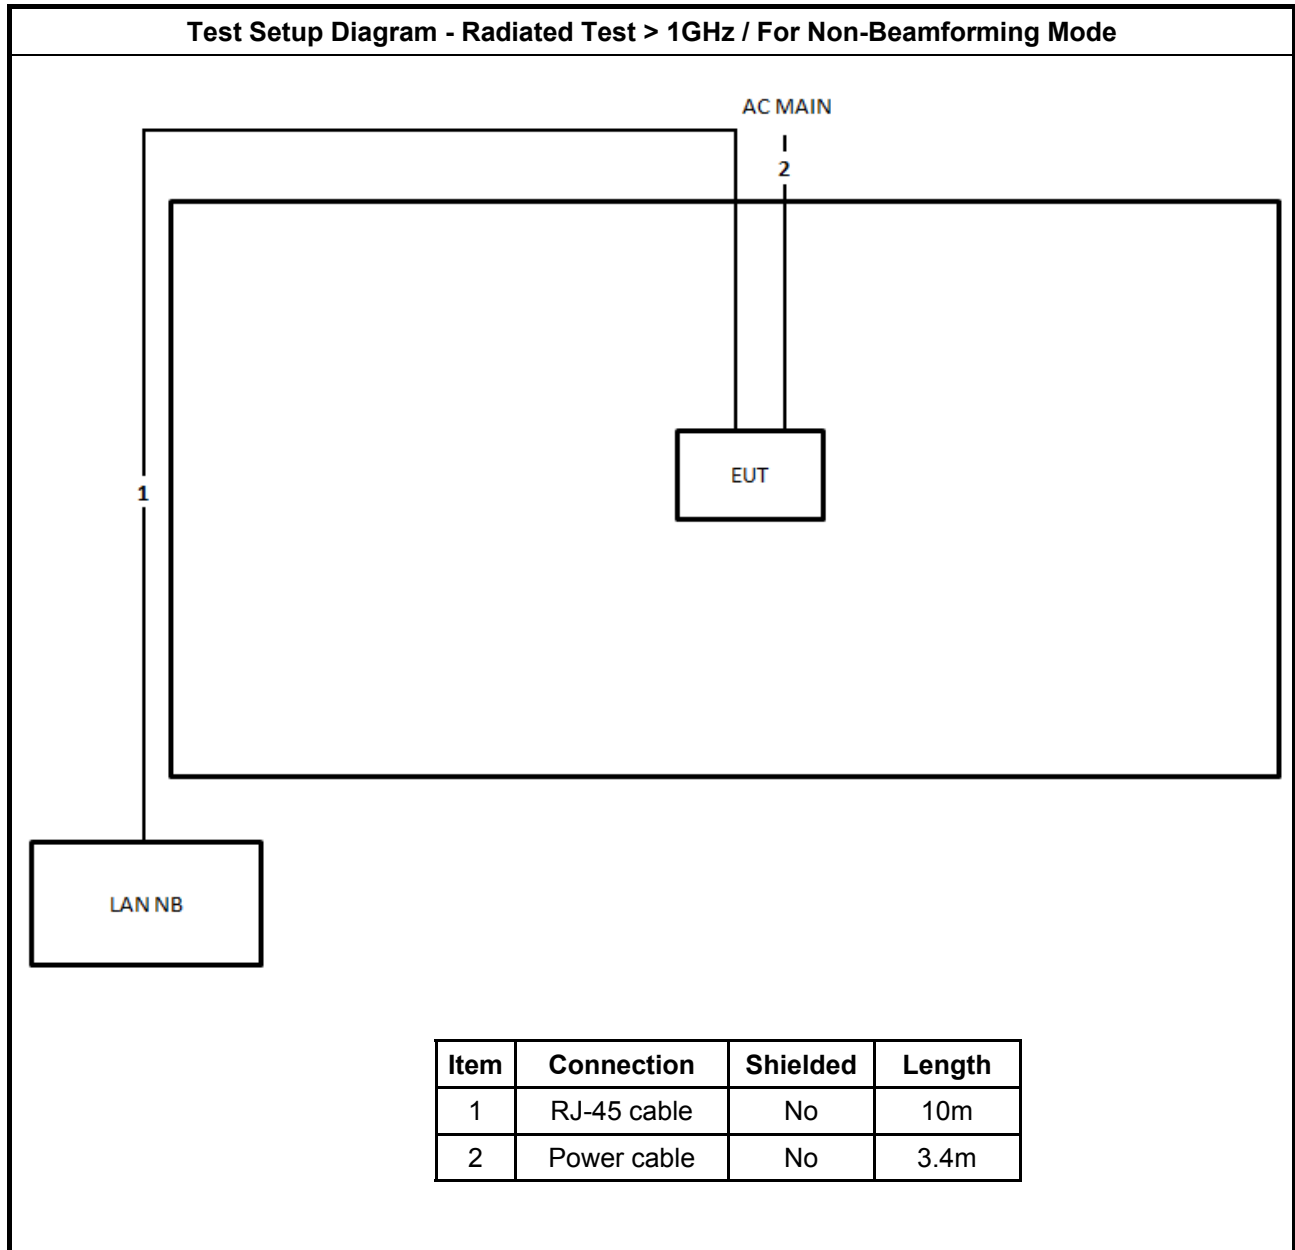 Test Setup Diagram - Radiated Test > 1GHz / For Non-Beamforming Mode
AC MAIN
2
EUT
1
LAN NB
Item Connection Shielded Length
1 RJ-45 cable No 10m
2 Power cable No 3.4m